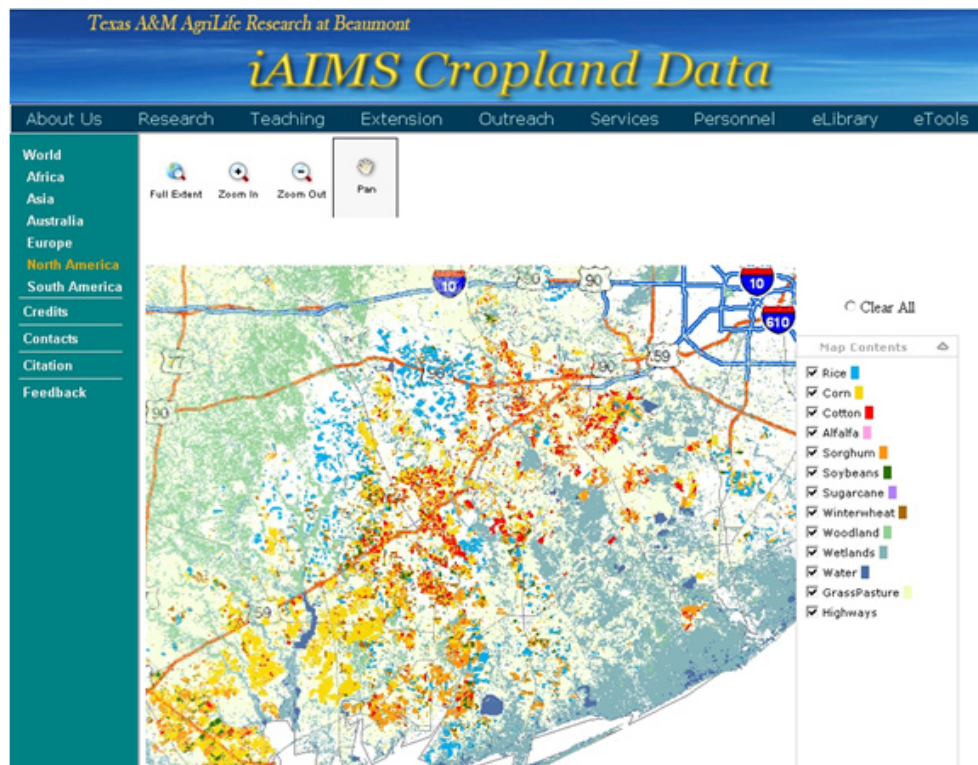 Texas A&M AgriLife Research at Beaumont
iAIMS Cropland Data
About Us Research Teaching Extension Outreach Services Personnel eLibrary eTools
World
Africa
Asia
Australia
Europe
North America
South America
Credits
Contacts
Citation
Feedback
Full Extent Zoom In Zoom Out Pan
10 90 90 10
610
77 90 90 59
90
59
Clear All
Map Contents
Rice
Corn
Cotton
Alfalfa
Sorghum
Soybeans
Sugarcane
Winterwheat
Woodland
Wetlands
Water
GrassPasture
Highways